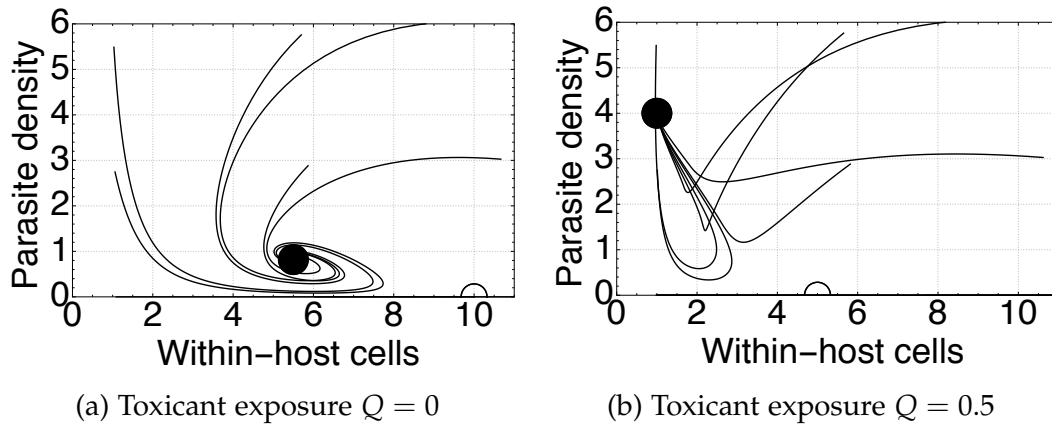 Parasite density
6
5
4
3
2
1
0
0 2 4 6 8 10
Within-host cells
(a) Toxicant exposure Q = 0
Parasite density
6
5
4
3
2
1
0
0 2 4 6 8 10
Within-host cells
(b) Toxicant exposure Q = 0.5